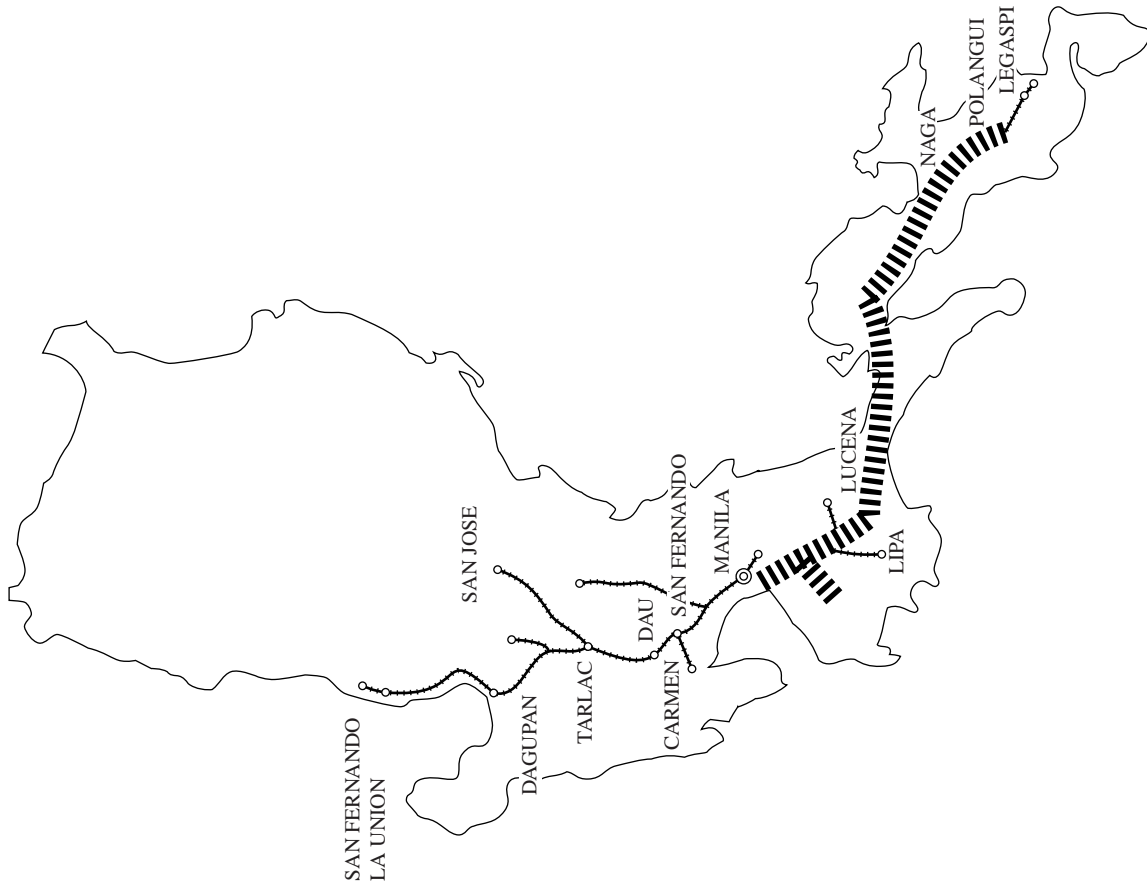 SAN FERNANDO
LA UNION
DAGUPAN
SAN JOSE
TARLAC
DAU
CARMEN
SAN FERNANDO
MANILA
LUCENA
LIPA
NAGA
POLANGUI
LEGASPI